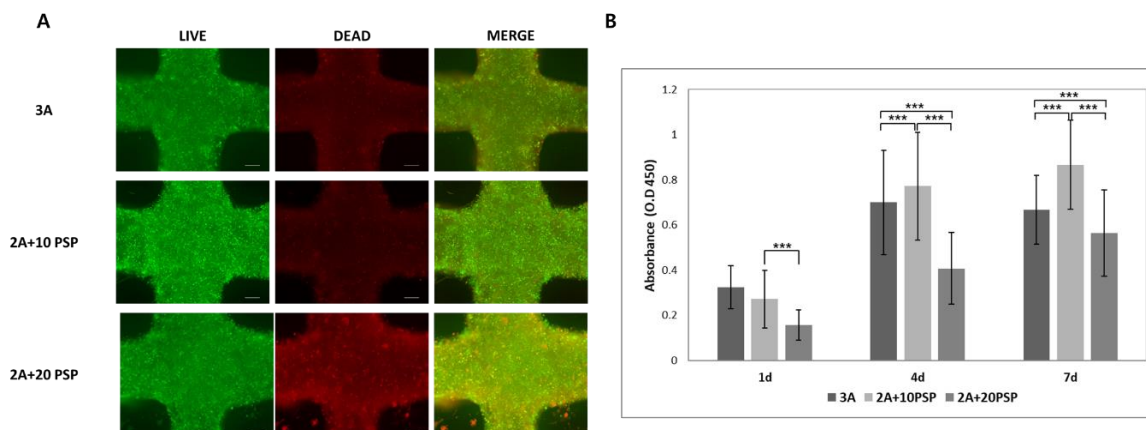 A
B
LIVE
DEAD
MERGE
3A
2A+10 PSP
2A+20 PSP
Absorbance (O.D 450)
1.2
1
0.8
0.6
0.4
0.2
0
***
***
***
***
***
***
***
1d
4d
7d
3A
2A+10PSP
2A+20PSP